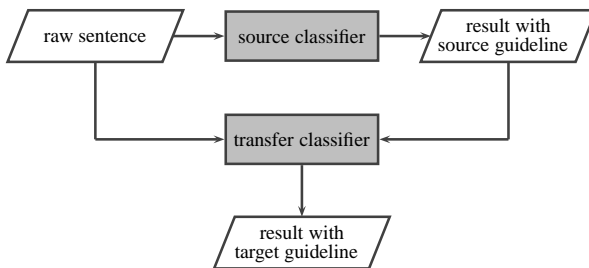 raw sentence
source classifier
result with
source guideline
transfer classifier
result with
target guideline